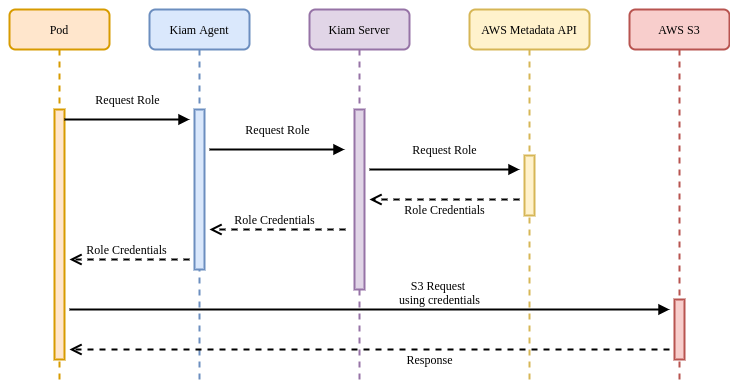 Pod
Kiam Agent
Kiam Server
AWS Metadata API
AWS S3
Request Role
Request Role
Request Role
Role Credentials
Role Credentials
Role Credentials
S3 Request
using credentials
Response